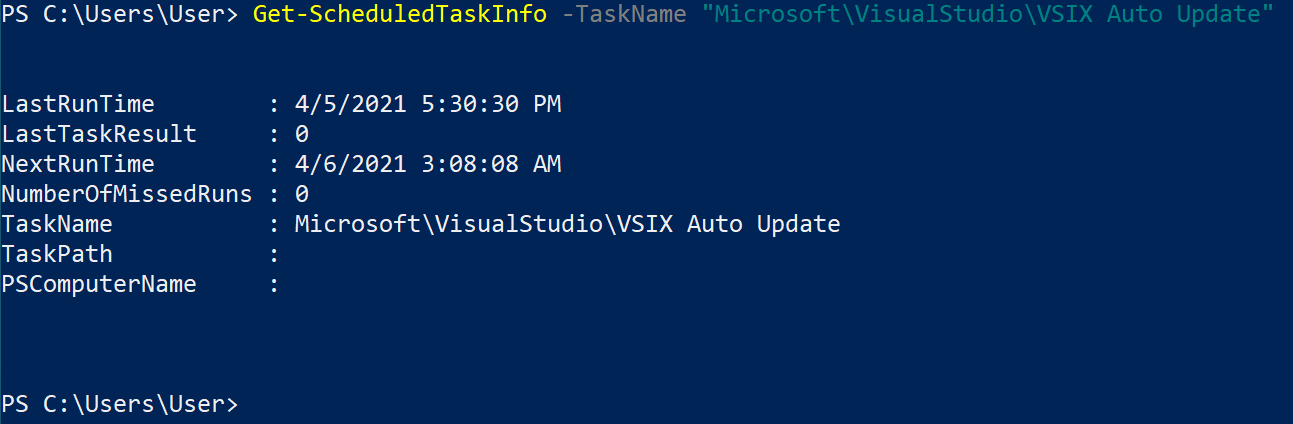 PS C:\Users\User> Get-ScheduledTaskInfo -TaskName "Microsoft\VisualStudio\VSIX Auto Update"
LastRunTime : 4/5/2021 5:30:30 PM
LastTaskResult : 0
NextRunTime : 4/6/2021 3:08:08 AM
NumberOfMissedRuns : 0
TaskName : Microsoft\VisualStudio\VSIX Auto Update
TaskPath :
PSComputerName :
PS C:\Users\User>